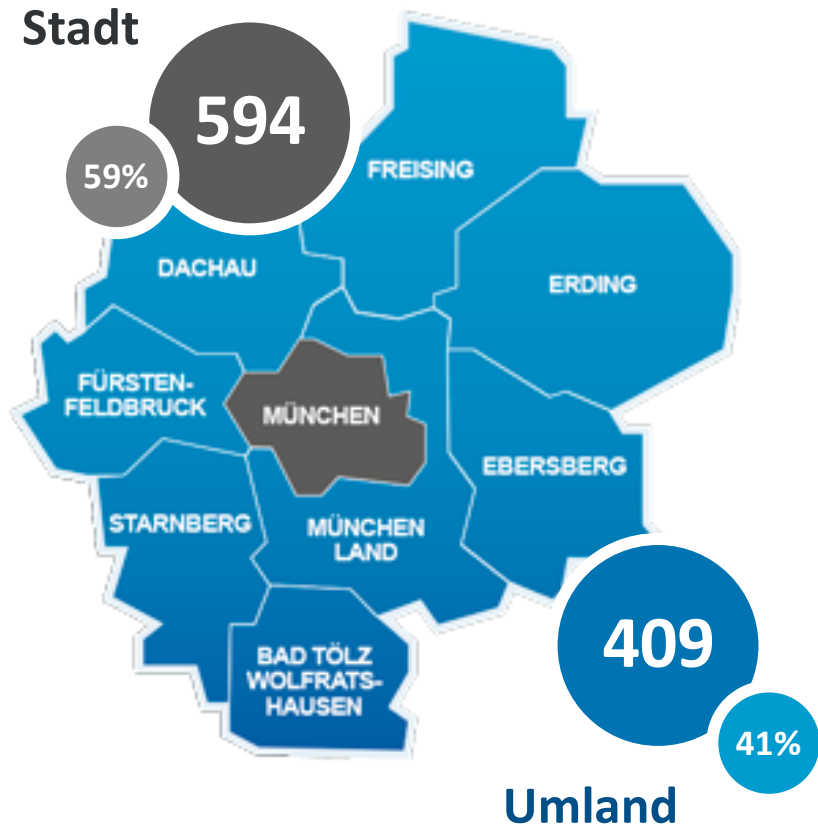 Stadt
594
59%
FREISING
DACHAU
ERDING
FÜRSTEN-
FELDBRUCK
MÜNCHEN
EBERSBERG
STARNBERG
MÜNCHEN
LAND
BAD TÖLZ
WOLFRATS-
HAUSEN
409
41%
Umland